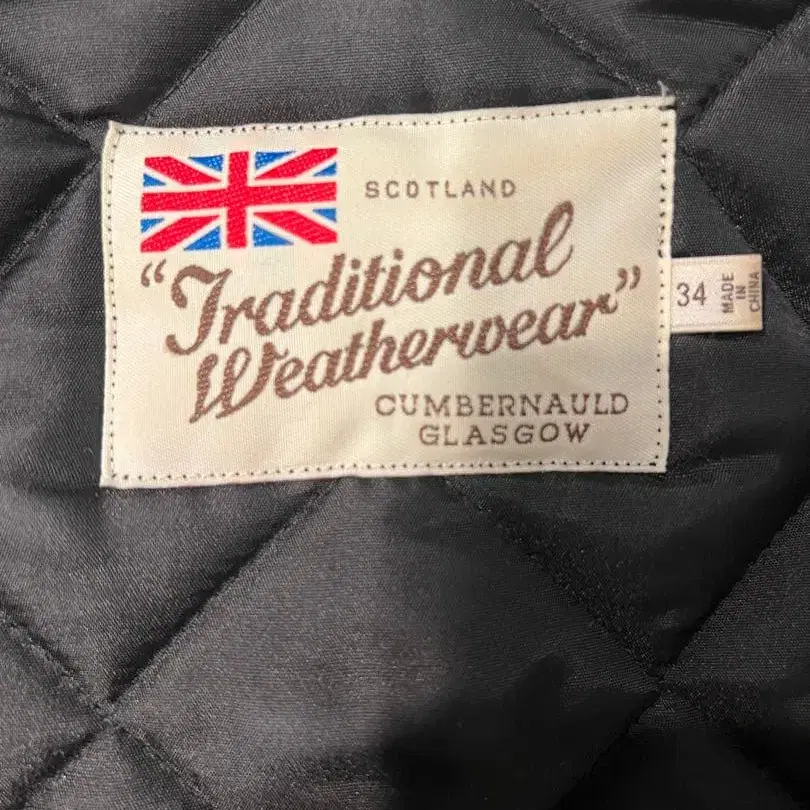 SCOTLAND
"Traditional
Weatherwear"
CUMBERNAULD
GLASGOW
34
MADE
IN
CHINA